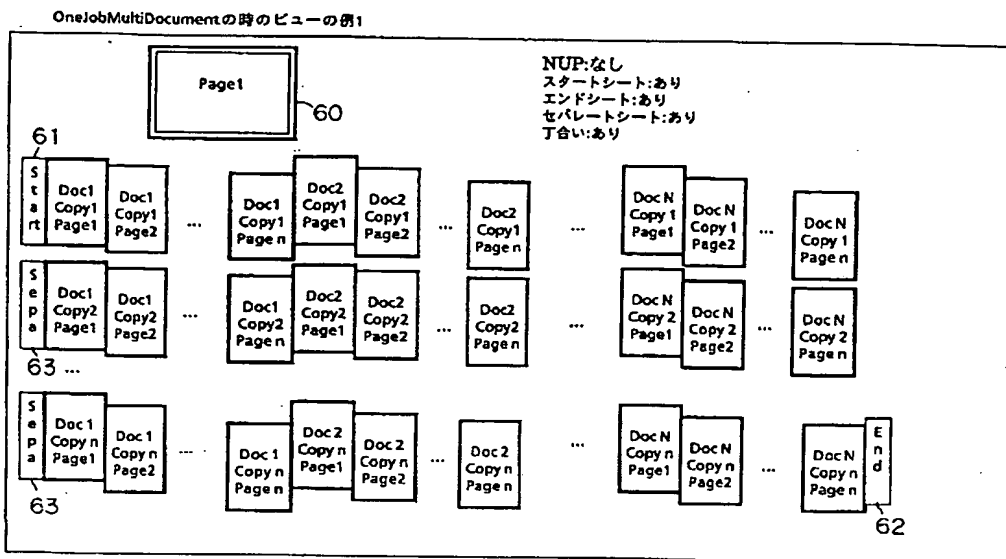 OneJobMultiDocumentの時のビューの例1
Page1
60
NUP:なし
スタートシート:あり
エンドシート:あり
セパレートシート:あり
丁合い:あり
61
Start
Doc1
Copy1
Page1
Doc1
Copy1
Page2
...
Doc1
Copy1
Page n
Doc2
Copy1
Page1
Doc2
Copy1
Page2
...
Doc2
Copy1
Page n
...
Doc N
Copy 1
Page1
Doc N
Copy 1
Page2
...
Doc N
Copy 1
Page n
Sepa
Doc1
Copy2
Page1
Doc1
Copy2
Page2
...
Doc1
Copy2
Page n
Doc2
Copy2
Page1
Doc2
Copy2
Page2
...
Doc2
Copy2
Page n
...
Doc N
Copy 2
Page1
Doc N
Copy 2
Page2
...
Doc N
Copy 2
Page n
63 ...
Sepa
Doc 1
Copy n
Page1
Doc 1
Copy n
Page2
...
Doc 1
Copy n
Page n
Doc 2
Copy n
Page1
Doc 2
Copy n
Page2
...
Doc 2
Copy n
Page n
...
Doc N
Copy n
Page1
Doc N
Copy n
Page2
...
Doc N
Copy n
Page n
End
63
62